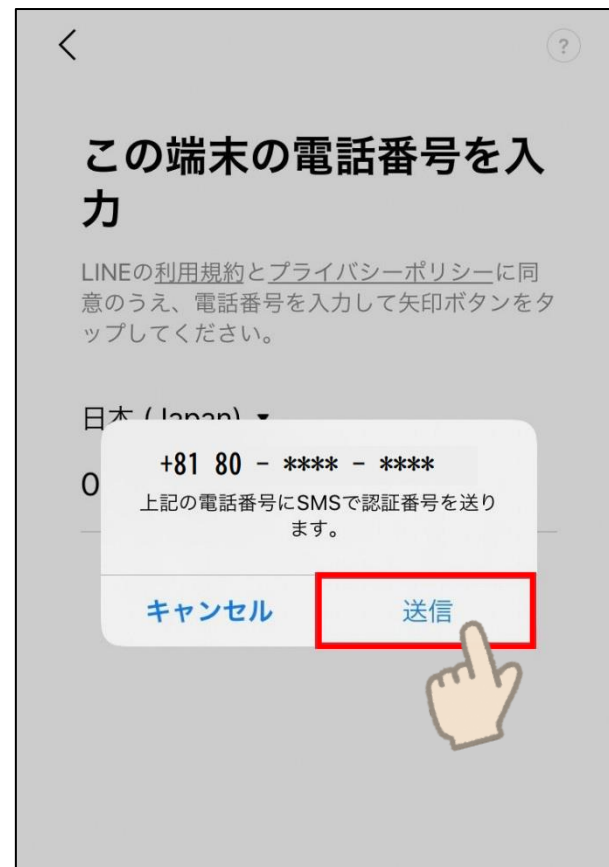 ?
この端末の電話番号を入
力
LINEの利用規約とプライバシーポリシーに同
意のうえ、電話番号を入力して矢印ボタンをタ
ップしてください。
日本 (Japan)
0
+81 80 - **** - ****
上記の電話番号にSMSで認証番号を送り
ます。
キャンセル
送信